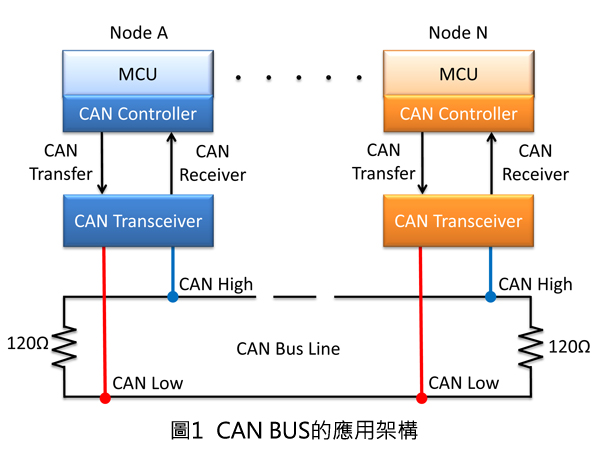 Node A
Node N
MCU
MCU
CAN Controller
CAN Controller
CAN
Transfer
CAN
Receiver
CAN
Transfer
CAN
Receiver
CAN Transceiver
CAN Transceiver
CAN High
CAN High
120Ω
CAN Bus Line
120Ω
CAN Low
CAN Low
圖1 CAN BUS的應用架構